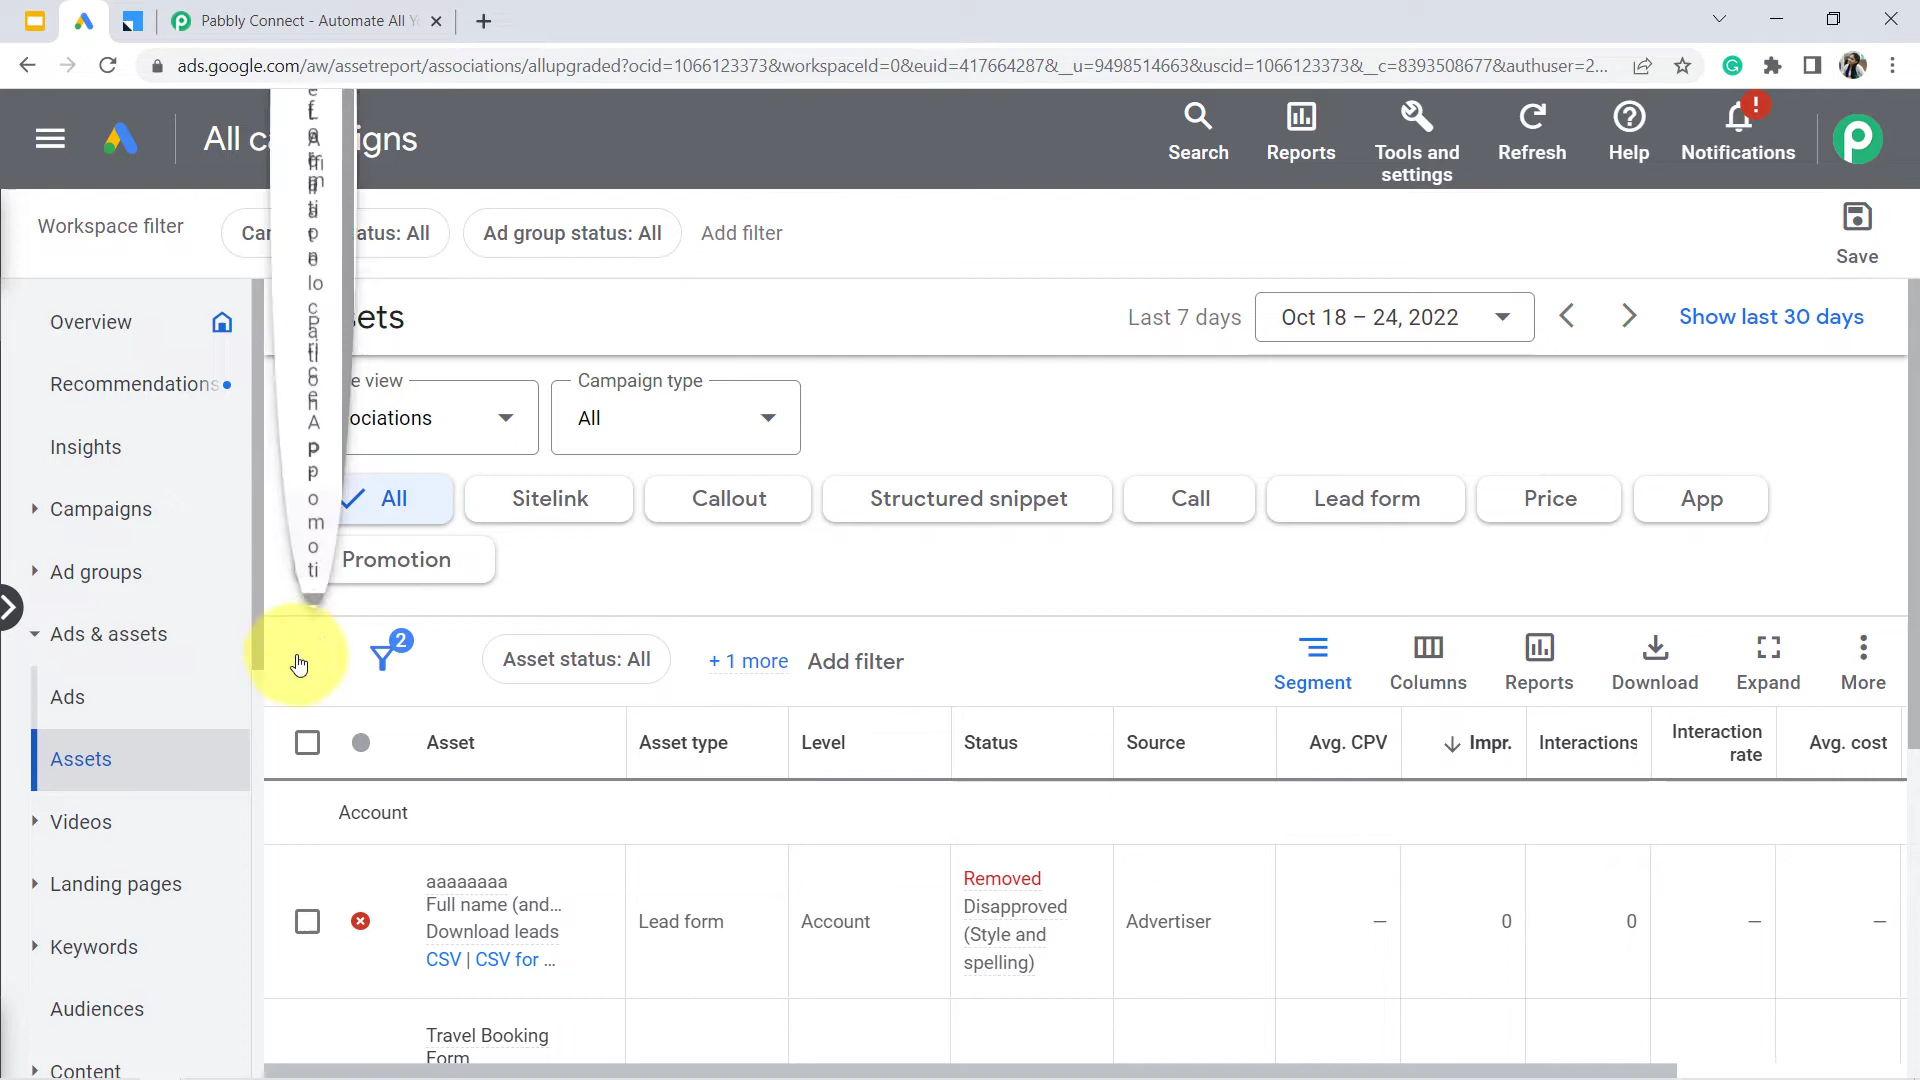 Pabbly Connect - Automate All Y
ads.google.com/aw/assetreport/associations/allupgraded?ocid=1066123373&workspaceId=0&euid=417664287&__u=9498514663&uscid=1066123373&__c=8393508677&authuser=2...
All c igns
Search
Reports
Tools and settings
Refresh
Help
!
Notifications
Workspace filter
Ca atus: All
Ad group status: All
Add filter
Save
Overview
Recommendations
Insights
Campaigns
Ad groups
Ads & assets
Ads
Assets
Videos
Landing pages
Keywords
Audiences
Content
ets
Last 7 days
Oct 18 – 24, 2022
Show last 30 days
e view
ociations
Campaign type
All
All
Sitelink
Callout
Structured snippet
Call
Lead form
Price
App
Promotion
2
Asset status: All
+ 1 more
Add filter
Segment
Columns
Reports
Download
Expand
More
Asset
Asset type
Level
Status
Source
Avg. CPV
Impr.
Interactions
Interaction rate
Avg. cost
Account
aaaaaaaa
Full name (and...
Download leads
CSV | CSV for ...
Lead form
Account
Removed
Disapproved
(Style and
spelling)
Advertiser
—
0
0
—
—
Travel Booking
Form